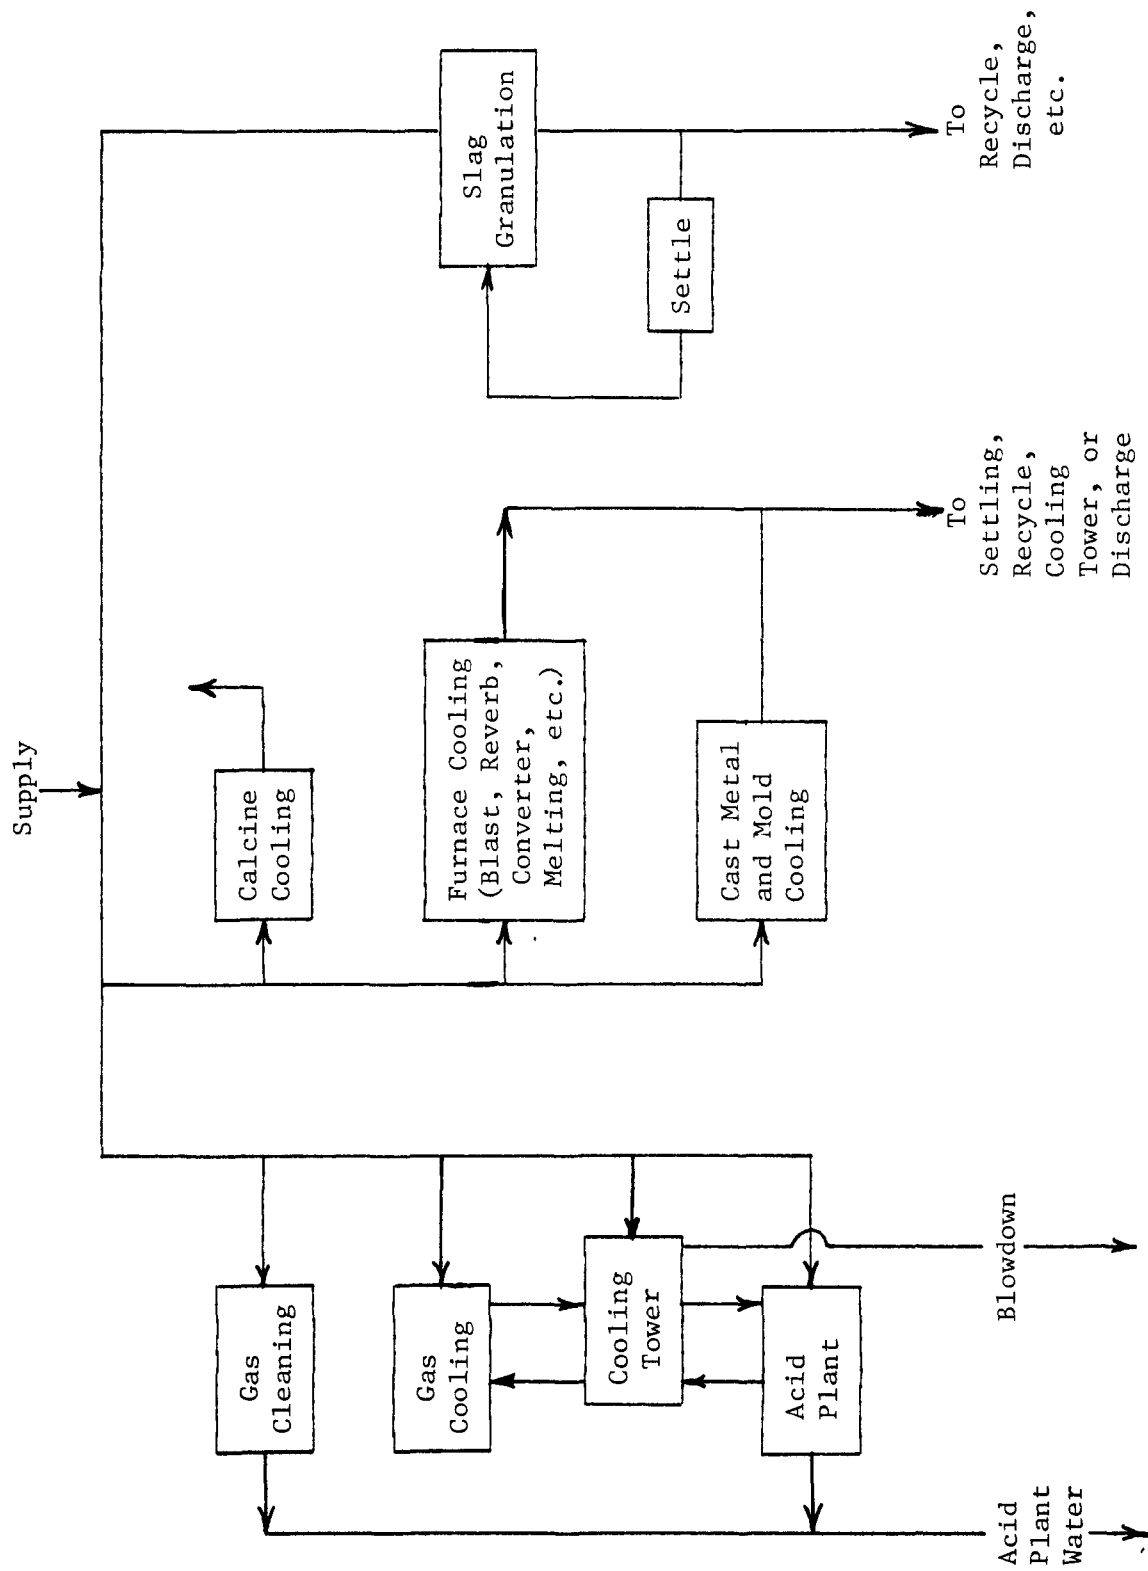 Supply
Gas
Cleaning
Calcine
Cooling
Gas
Cooling
Furnace Cooling
(Blast, Reverb,
Converter,
Melting, etc.)
Slag
Granulation
Cooling
Tower
Settle
Acid
Plant
Cast Metal
and Mold
Cooling
Acid
Plant
Water
Blowdown
To
Settling,
Recycle,
Cooling
Tower, or
Discharge
To
Recycle,
Discharge,
etc.